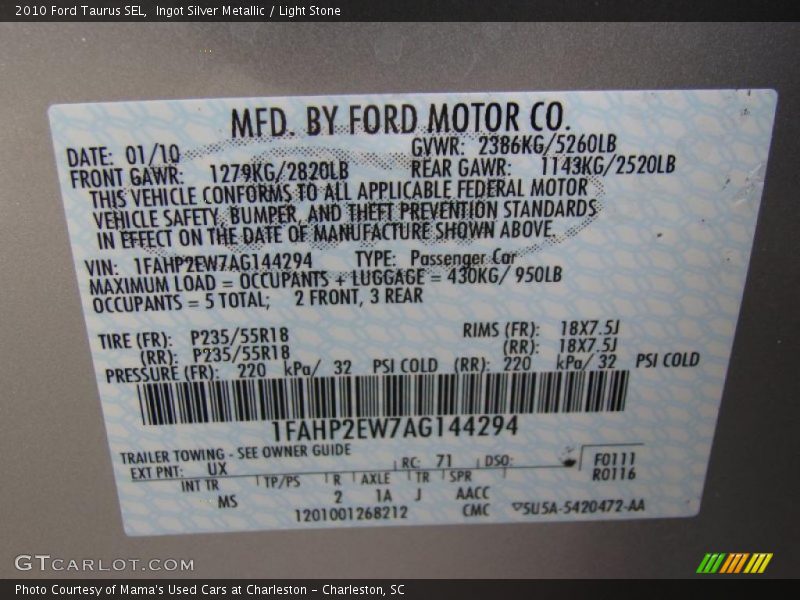 2010 Ford Taurus SEL,  Ingot Silver Metallic / Light Stone
MFD. BY FORD MOTOR CO.
DATE: 01/10 GVWR: 2386KG/5260LB
FRONT GAWR: 1279KG/2820LB REAR GAWR: 1143KG/2520LB
THIS VEHICLE CONFORMS TO ALL APPLICABLE FEDERAL MOTOR
VEHICLE SAFETY, BUMPER, AND THEFT PREVENTION STANDARDS
IN EFFECT ON THE DATE OF MANUFACTURE SHOWN ABOVE.
VIN: 1FAHP2EW7AG144294 TYPE: Passenger Car
MAXIMUM LOAD = OCCUPANTS + LUGGAGE = 430KG/ 950LB
OCCUPANTS = 5 TOTAL; 2 FRONT, 3 REAR
TIRE (FR): P235/55R18 RIMS (FR): 18X7.5J
(RR): P235/55R18 (RR): 18X7.5J
PRESSURE (FR): 220 kPa/ 32 PSI COLD (RR): 220 kPa/ 32 PSI COLD
1FAHP2EW7AG144294
TRAILER TOWING - SEE OWNER GUIDE
EXT PNT: UX RC: 71 DSO: F0111
R0116
INT TR TP/PS R AXLE TR SPR
MS 2 1A J AACC
1201001268212 CMC ▽5U5A-5420472-AA
GTCARLOT.COM
Photo Courtesy of Mama's Used Cars at Charleston - Charleston, SC